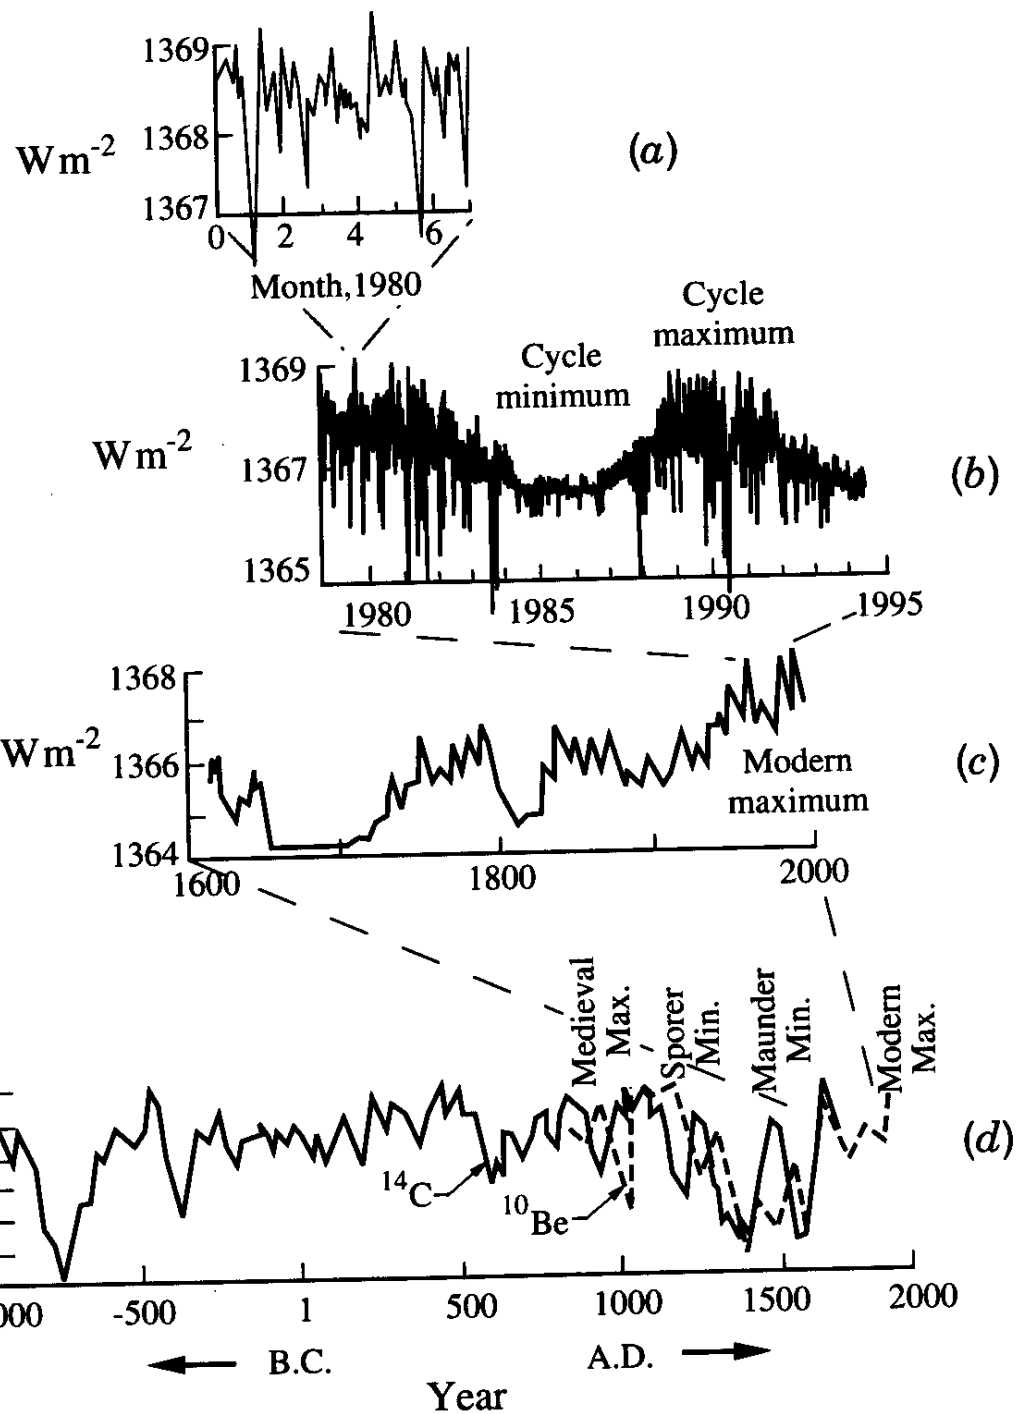 1369
1368
1367
Wm-2
(a)
0 2 4 6
Month, 1980
Cycle
maximum
Cycle
minimum
1369
1367
1365
Wm-2
(b)
1980 1985 1990 1995
1368
1366
1364
Wm-2
(c)
Modern
maximum
1600 1800 2000
Medieval
Max.
Sporer
Min.
Maunder
Min.
Modern
Max.
(d)
14C
10Be
000 -500 1 500 1000 1500 2000
B.C. A.D.
Year